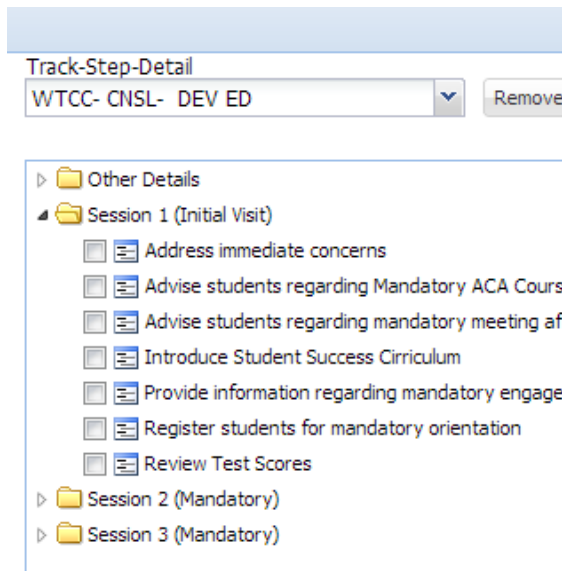 Track-Step-Detail
WTCC- CNSL-  DEV ED
Remove
Other Details
Session 1 (Initial Visit)
Address immediate concerns
Advise students regarding Mandatory ACA Cours
Advise students regarding mandatory meeting af
Introduce Student Success Cirriculum
Provide information regarding mandatory engage
Register students for mandatory orientation
Review Test Scores
Session 2 (Mandatory)
Session 3 (Mandatory)